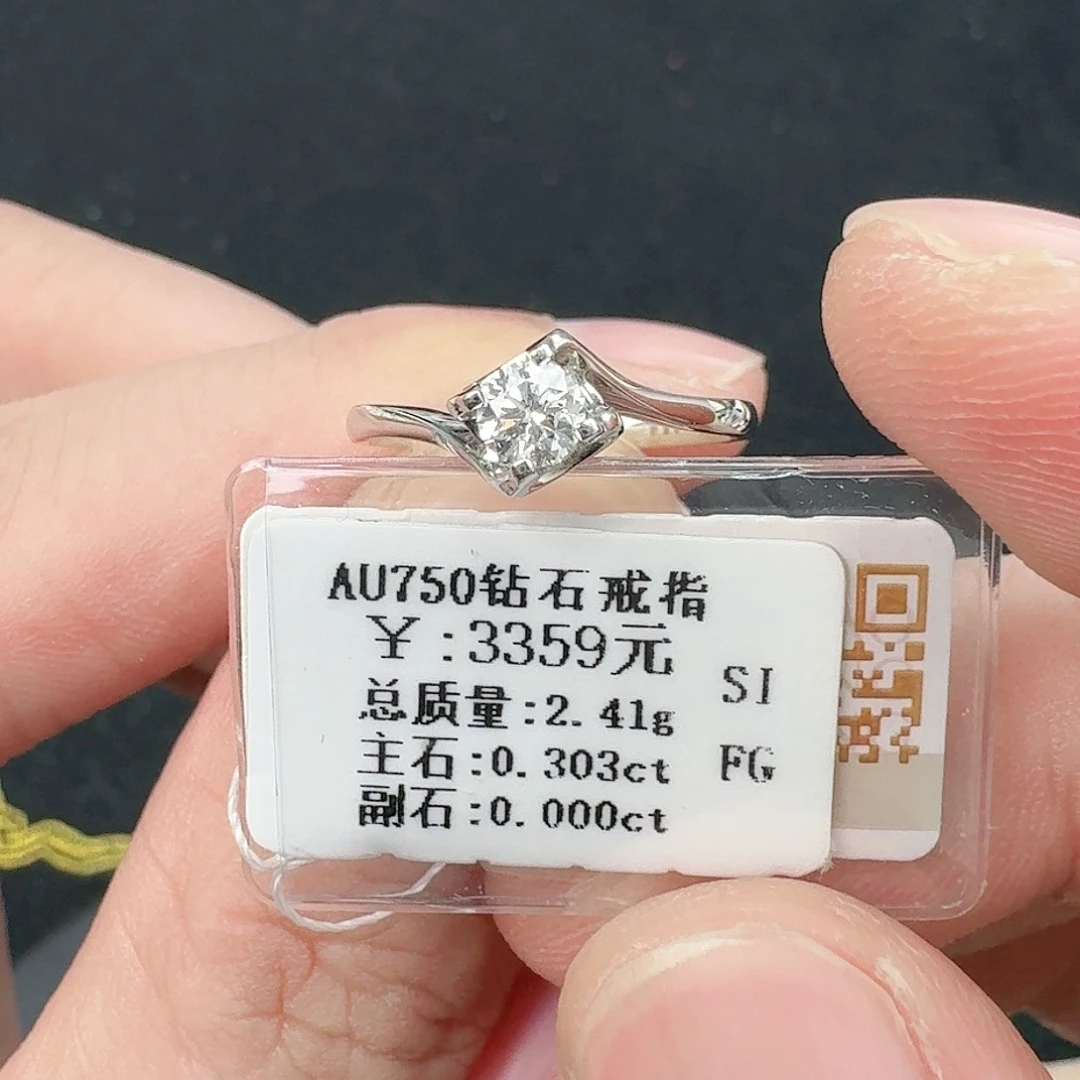 AU750钻石戒指
￥:3359元
SI
总质量:2.41g
主石:0.303ct
FG
副石:0.000ct